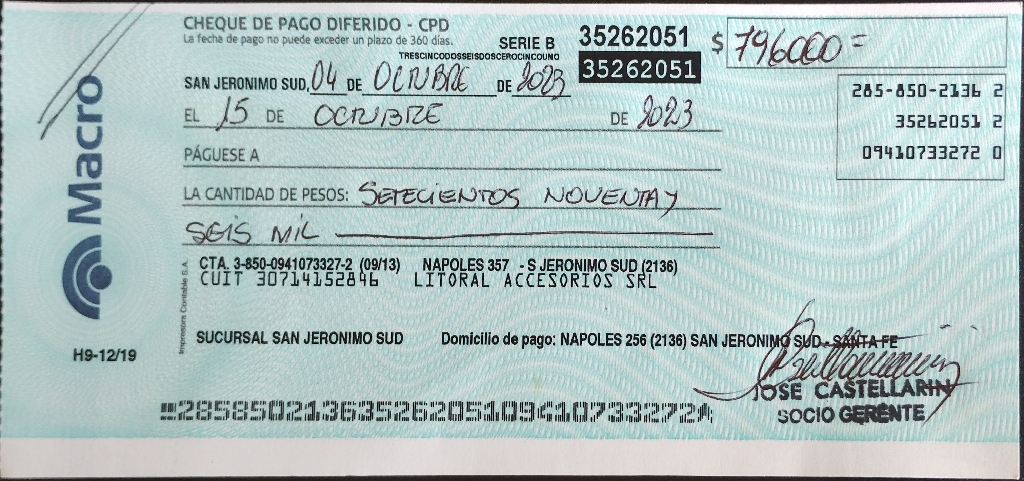 CHEQUE DE PAGO DIFERIDO - CPD
La fecha de pago no puede exceder un plazo de 360 días.
SERIE B 35262051
TRESCINCODOSSEISDOSCEROCINCOUNO
35262051
$ 796000=
SAN JERONIMO SUD, 04 DE OCTUBRE DE 2023
285-850-2136 2
35262051 2
09410733272 0
EL 15 DE OCTUBRE DE 2023
PÁGUESE A
LA CANTIDAD DE PESOS: SETECIENTOS NOVENTA Y
SEIS MIL
CTA. 3-850-0941073327-2 (09/13) NAPOLES 357 - S JERONIMO SUD (2136)
CUIT 30714152846 LITORAL ACCESORIOS SRL
SUCURSAL SAN JERONIMO SUD Domicilio de pago: NAPOLES 256 (2136) SAN JERONIMO SUD - SANTA FE
Macro
Impresora Contable S.A.
H9-12/19
JOSE CASTELLARIN
SOCIO GERENTE
28585021363526205109410733272